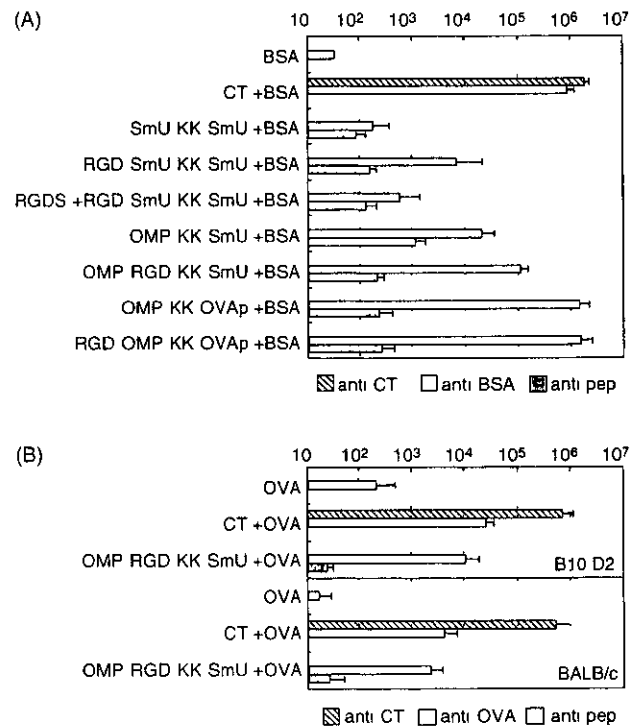 (A)
10 10² 10³ 10⁴ 10⁵ 10⁶ 10⁷
BSA
CT +BSA
SmU KK SmU +BSA
RGD SmU KK SmU +BSA
RGDS +RGD SmU KK SmU +BSA
OMP KK SmU +BSA
OMP RGD KK SmU +BSA
OMP KK OVAp +BSA
RGD OMP KK OVAp +BSA
anti CT anti BSA anti pep
(B)
10 10² 10³ 10⁴ 10⁵ 10⁶ 10⁷
OVA
CT +OVA
OMP RGD KK SmU +OVA
B10 D2
OVA
CT +OVA
OMP RGD KK SmU +OVA
BALB/c
anti CT anti OVA anti pep